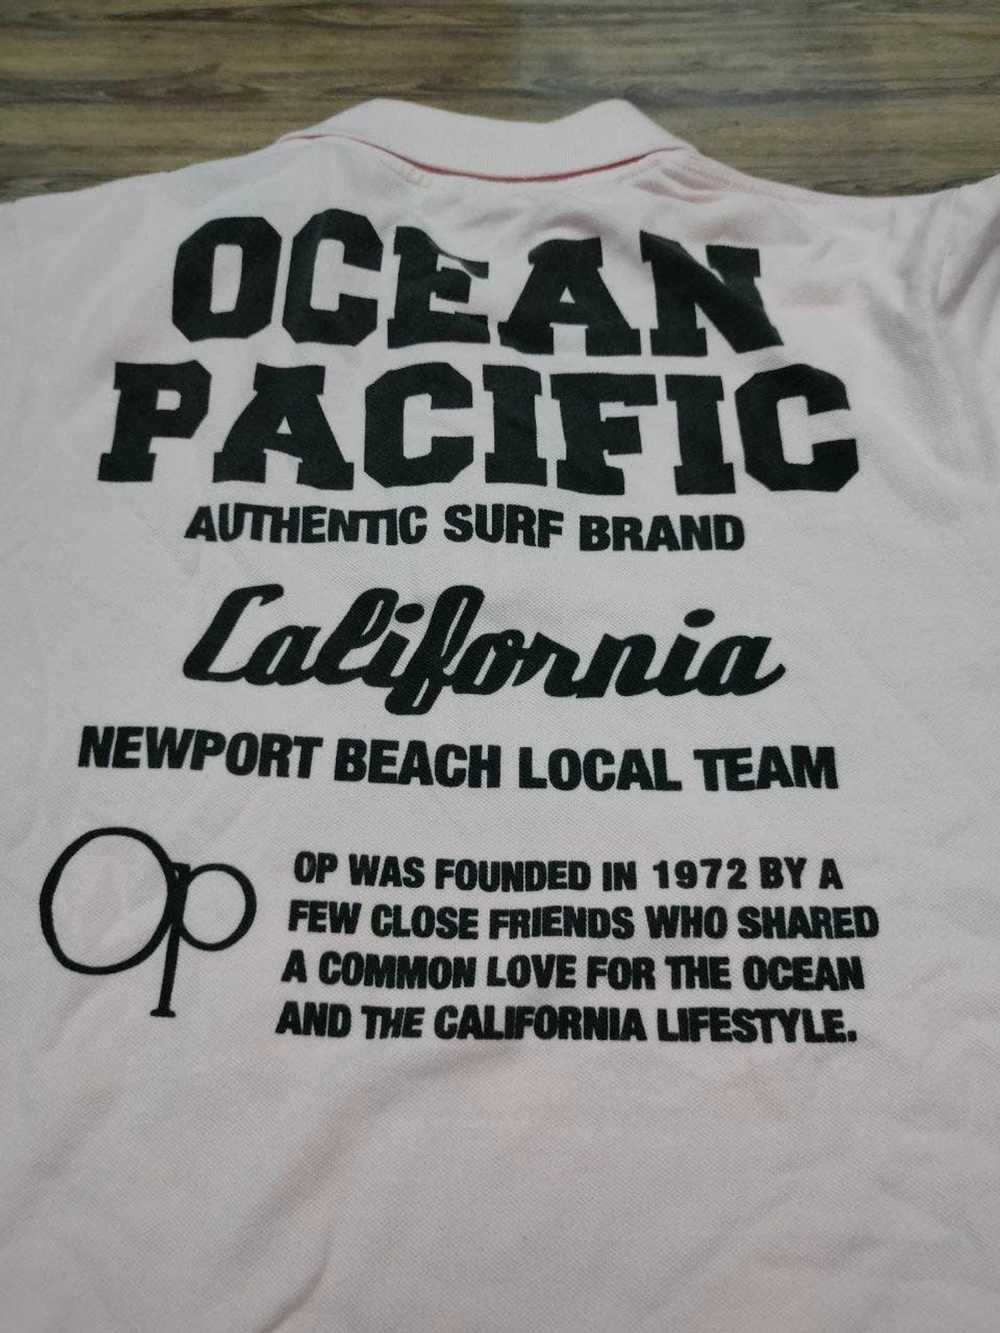 OCEAN
PACIFIC
AUTHENTIC SURF BRAND
California
NEWPORT BEACH LOCAL TEAM
Op
OP WAS FOUNDED IN 1972 BY A
FEW CLOSE FRIENDS WHO SHARED
A COMMON LOVE FOR THE OCEAN
AND THE CALIFORNIA LIFESTYLE.